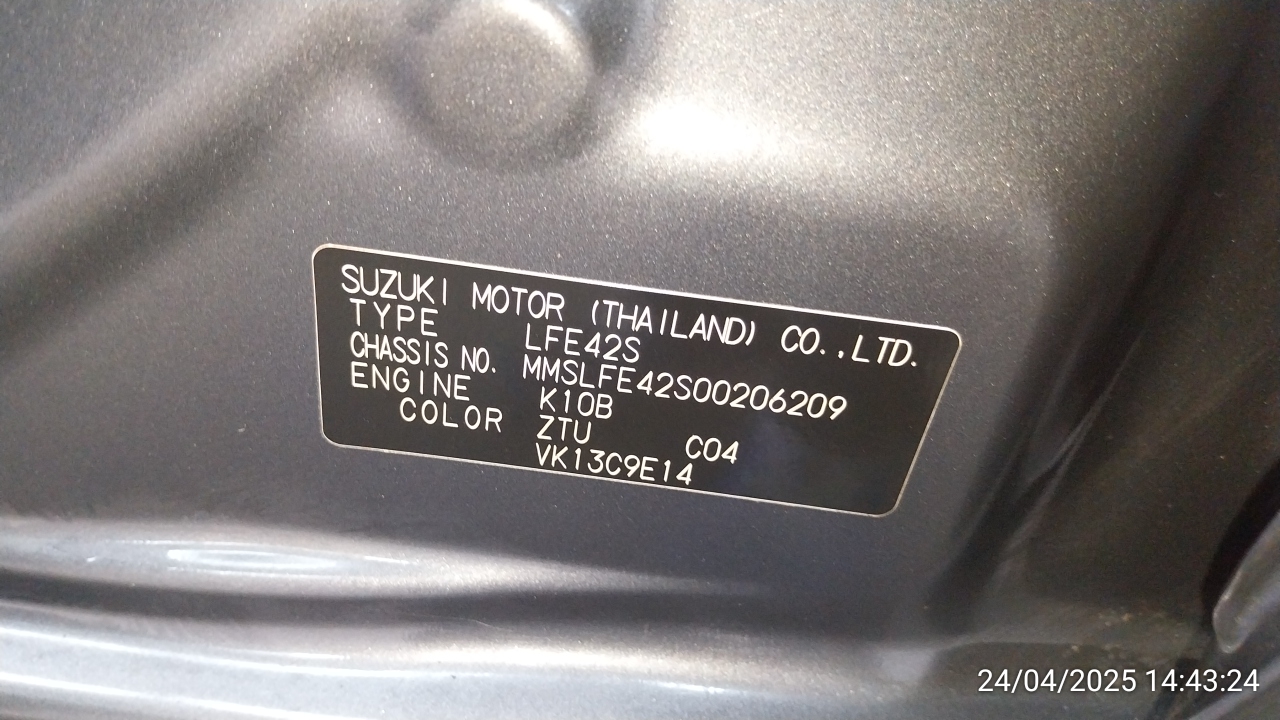 SUZUKI MOTOR (THAILAND) CO.,LTD.
TYPE LFE42S
CHASSIS NO. MMSLFE42S00206209
ENGINE K10B
COLOR ZTU C04
VK13C9E14
24/04/2025 14:43:24